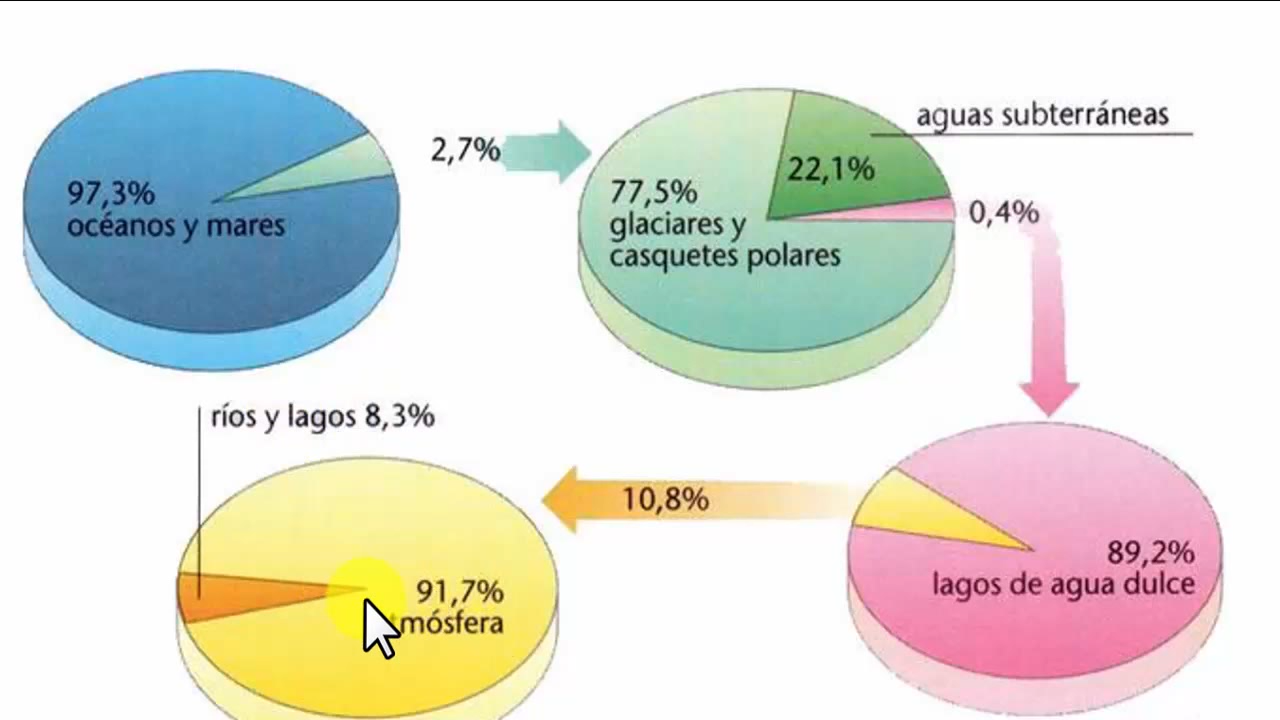 97,3%
océanos y mares
2,7%
77,5%
glaciares y
casquetes polares
22,1%
aguas subterráneas
0,4%
89,2%
lagos de agua dulce
10,8%
ríos y lagos 8,3%
91,7%
tmósfera